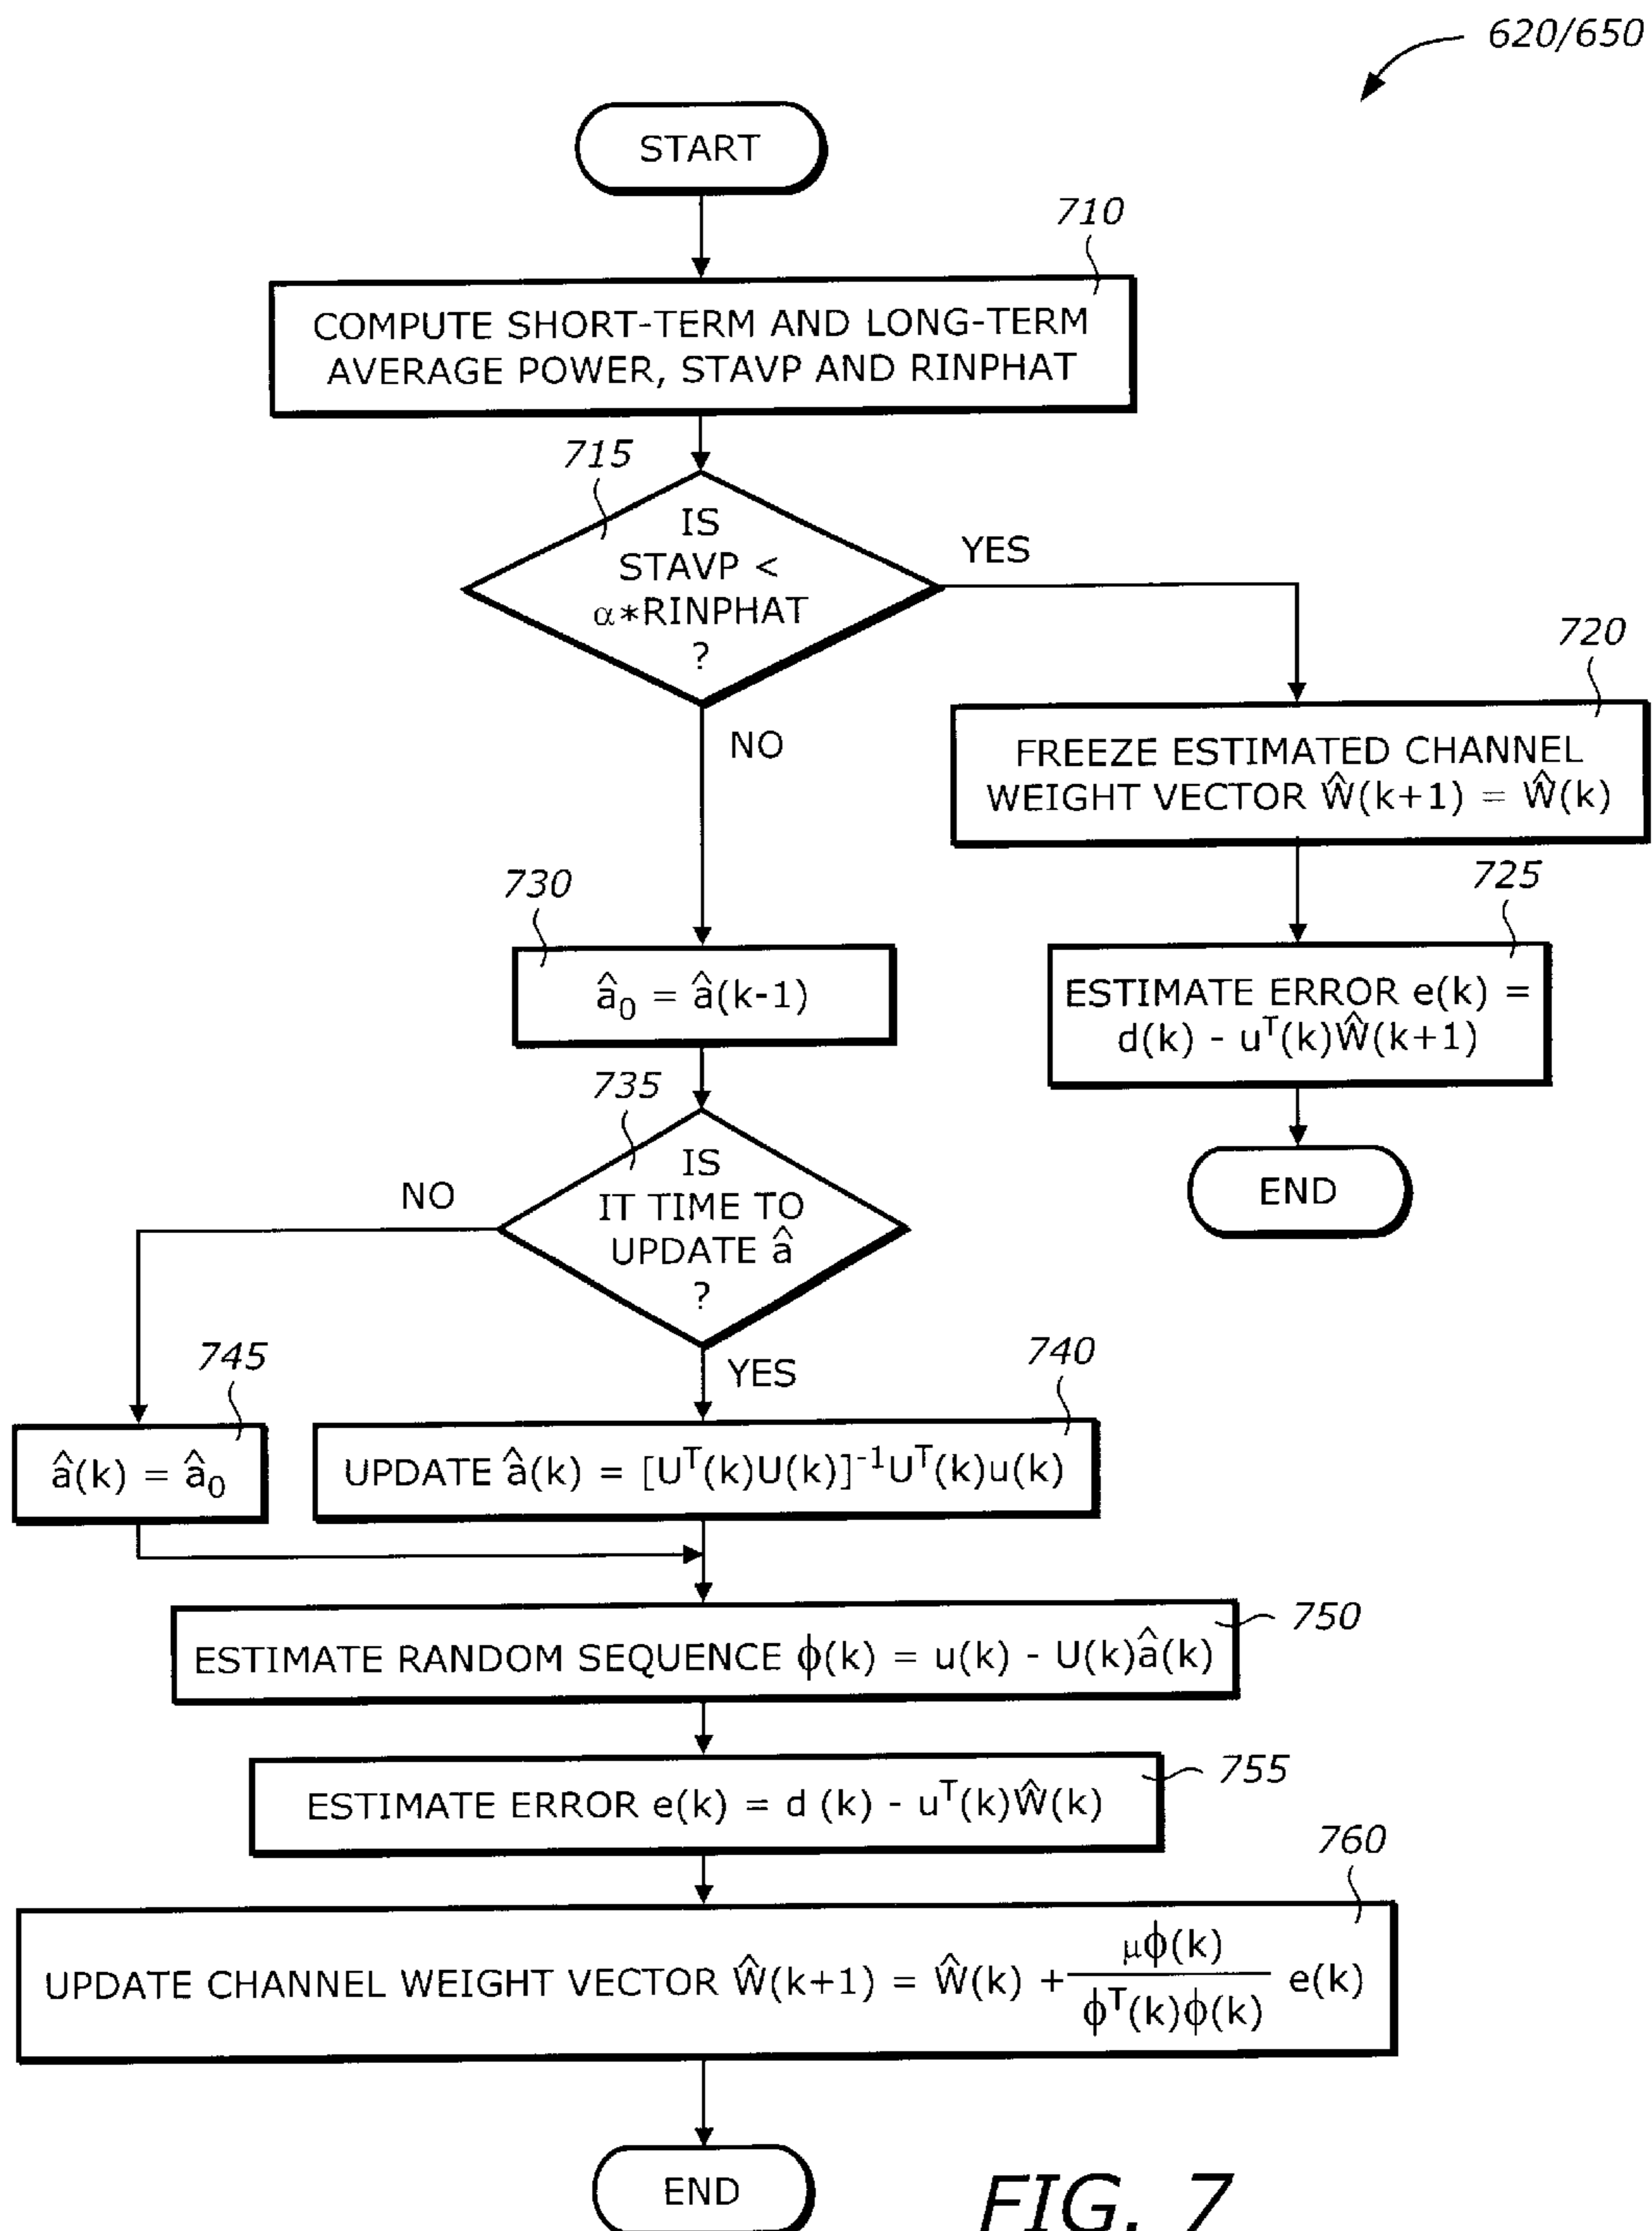 620/650
START
710
COMPUTE SHORT-TERM AND LONG-TERM
AVERAGE POWER, STAVP AND RINPHAT
715
IS
STAVP <
α*RINPHAT
?
YES
NO
720
FREEZE ESTIMATED CHANNEL
WEIGHT VECTOR Ŵ(k+1) = Ŵ(k)
725
ESTIMATE ERROR e(k) =
d(k) - uᵀ(k)Ŵ(k+1)
END
730
â₀ = â(k-1)
735
IS
IT TIME TO
UPDATE â
?
NO
YES
745
â(k) = â₀
740
UPDATE â(k) = [Uᵀ(k)U(k)]⁻¹Uᵀ(k)u(k)
750
ESTIMATE RANDOM SEQUENCE ϕ(k) = u(k) - U(k)â(k)
755
ESTIMATE ERROR e(k) = d (k) - uᵀ(k)Ŵ(k)
760
UPDATE CHANNEL WEIGHT VECTOR Ŵ(k+1) = Ŵ(k) + μϕ(k) / ϕᵀ(k)ϕ(k) e(k)
END
FIG. 7